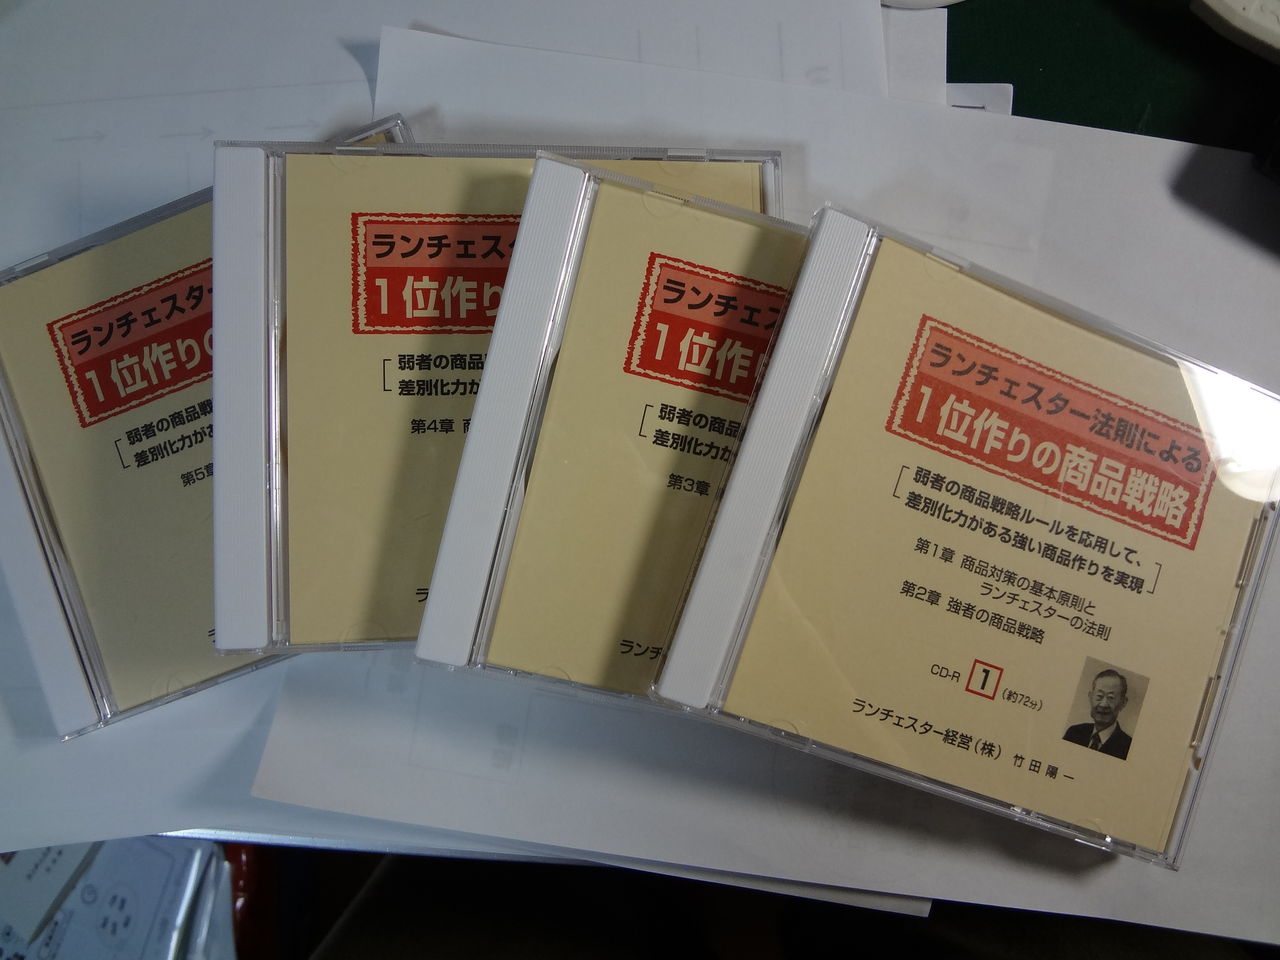 ランチェスター
1位作りの
弱者の商品戦
差別化力が
第5章
ランチェス
1位作り
弱者の商品
差別化力が
第4章 商
ラ
ランチェス
1位作
弱者の商品
差別化力か
第3章
ランチ
ランチェスター法則による
1位作りの商品戦略
弱者の商品戦略ルールを応用して、
差別化力がある強い商品作りを実現
第1章 商品対策の基本原則と
ランチェスターの法則
第2章 強者の商品戦略
CD-R 1 (約72分)
ランチェスター経営(株) 竹田陽一